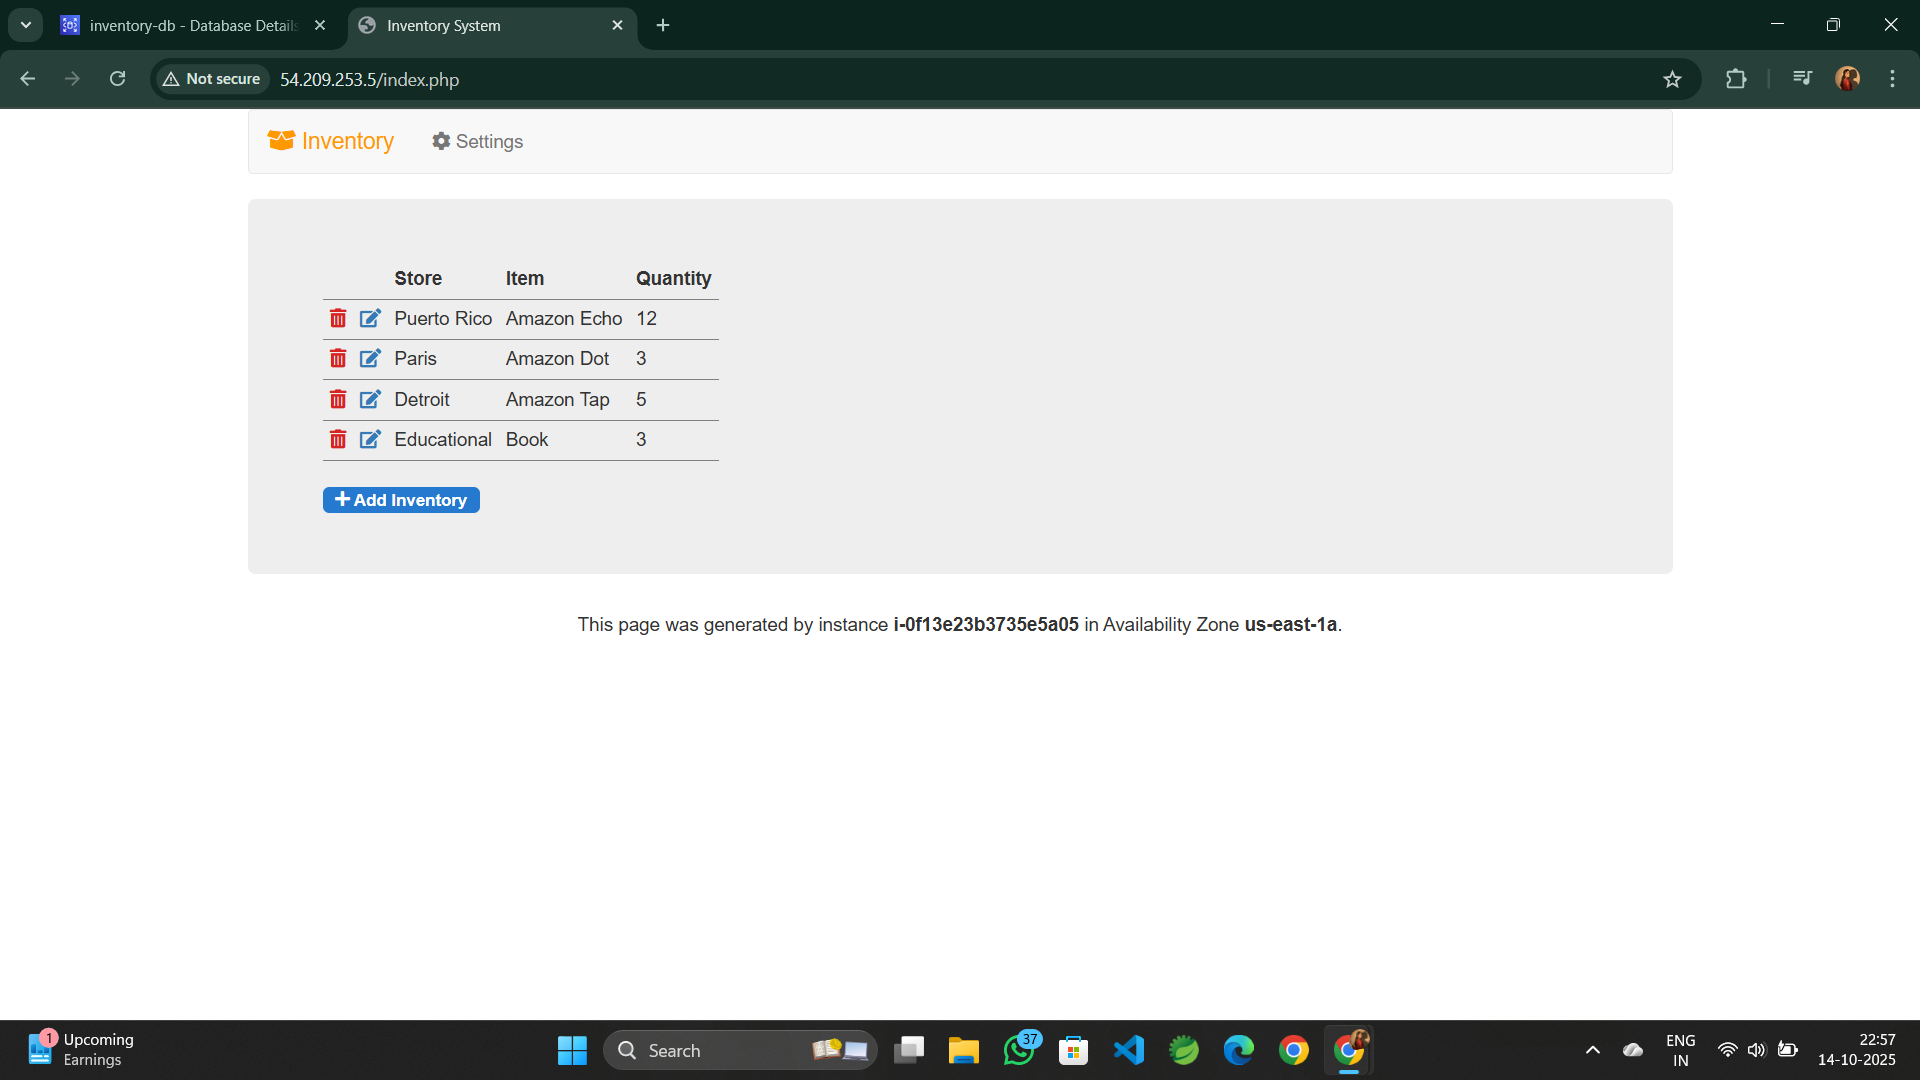 inventory-db - Database Details
Inventory System
Not secure
54.209.253.5/index.php
Inventory
Settings
Store Item Quantity
Puerto Rico Amazon Echo 12
Paris Amazon Dot 3
Detroit Amazon Tap 5
Educational Book 3
Add Inventory
This page was generated by instance i-0f13e23b3735e5a05 in Availability Zone us-east-1a.
1
Upcoming
Earnings
Search
37
ENG
IN
22:57
14-10-2025